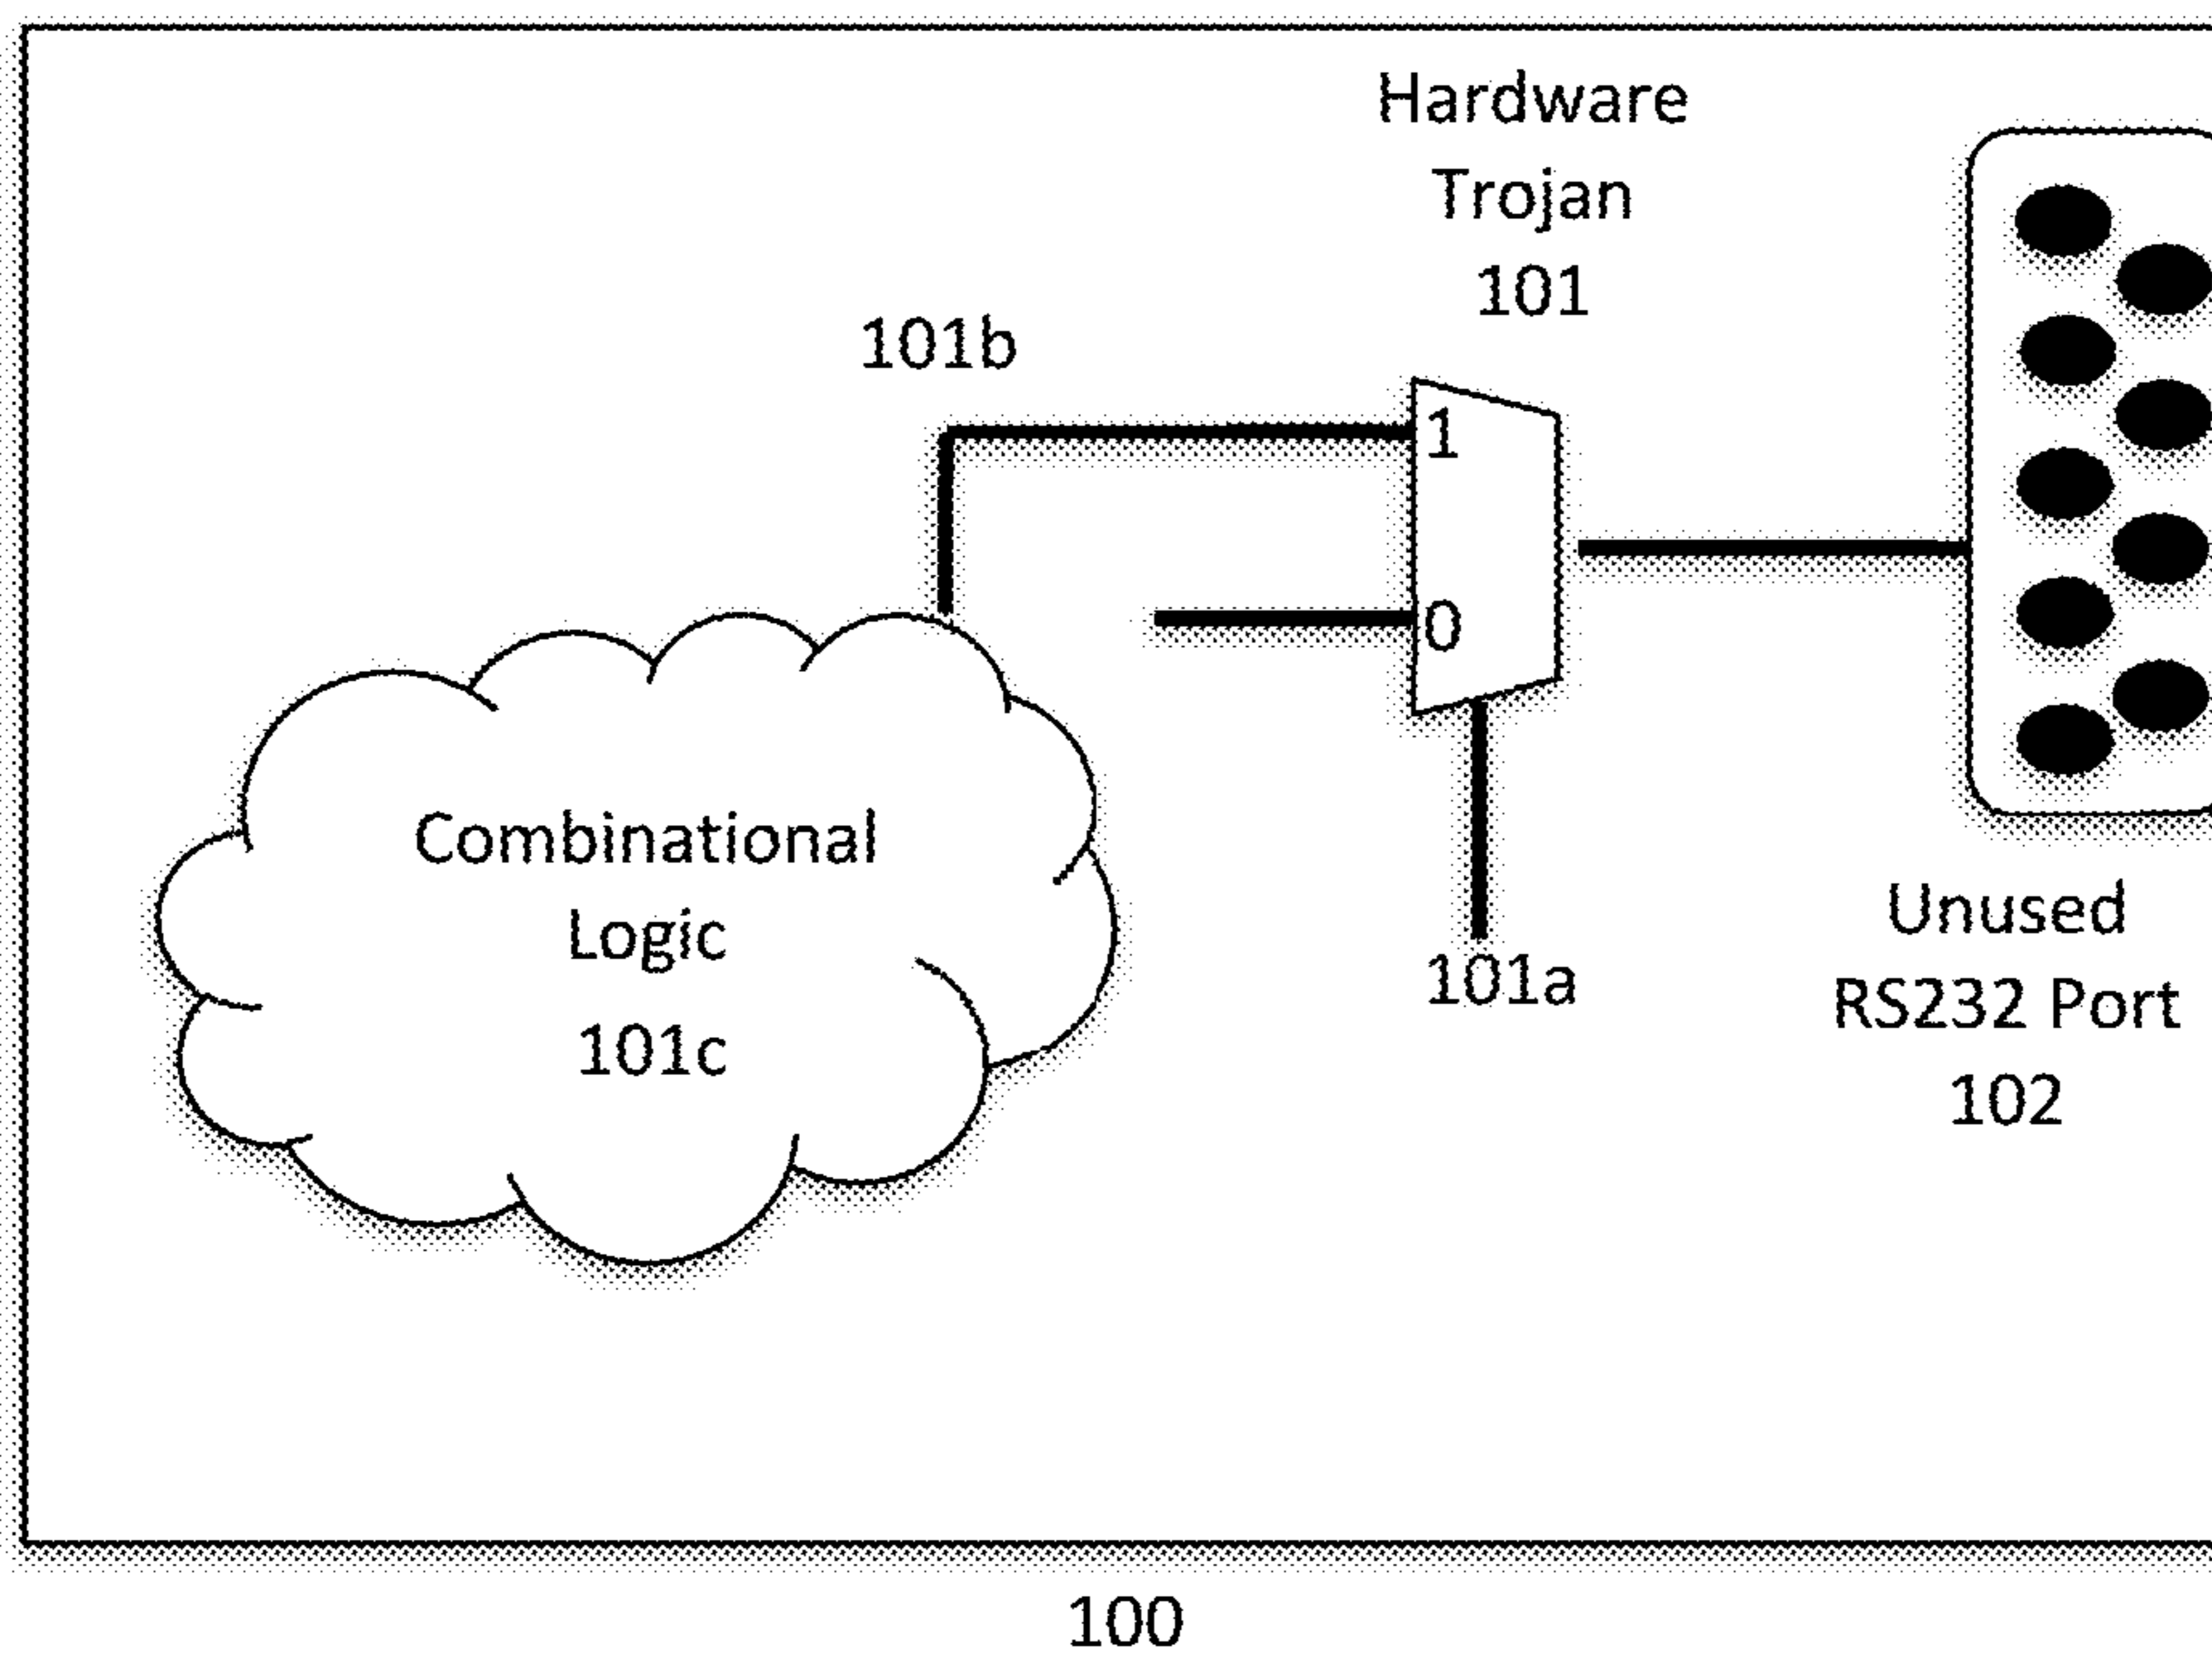 Hardware
Trojan
101
101b
1
0
Combinational
Logic
101c
101a
Unused
RS232 Port
102
100